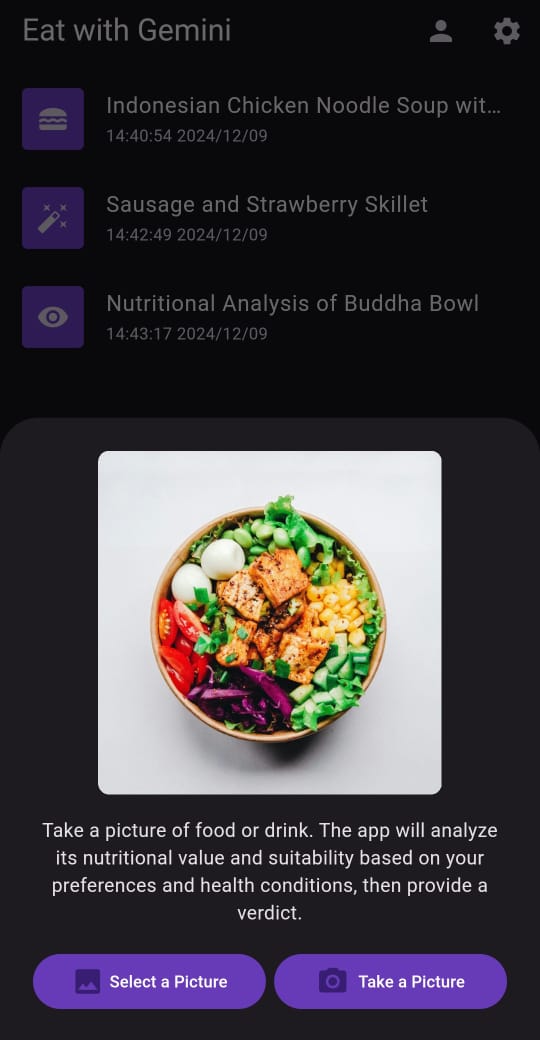 Eat with Gemini
Indonesian Chicken Noodle Soup wit...
14:40:54 2024/12/09
Sausage and Strawberry Skillet
14:42:49 2024/12/09
Nutritional Analysis of Buddha Bowl
14:43:17 2024/12/09
Take a picture of food or drink. The app will analyze
its nutritional value and suitability based on your
preferences and health conditions, then provide a
verdict.
Select a Picture
Take a Picture